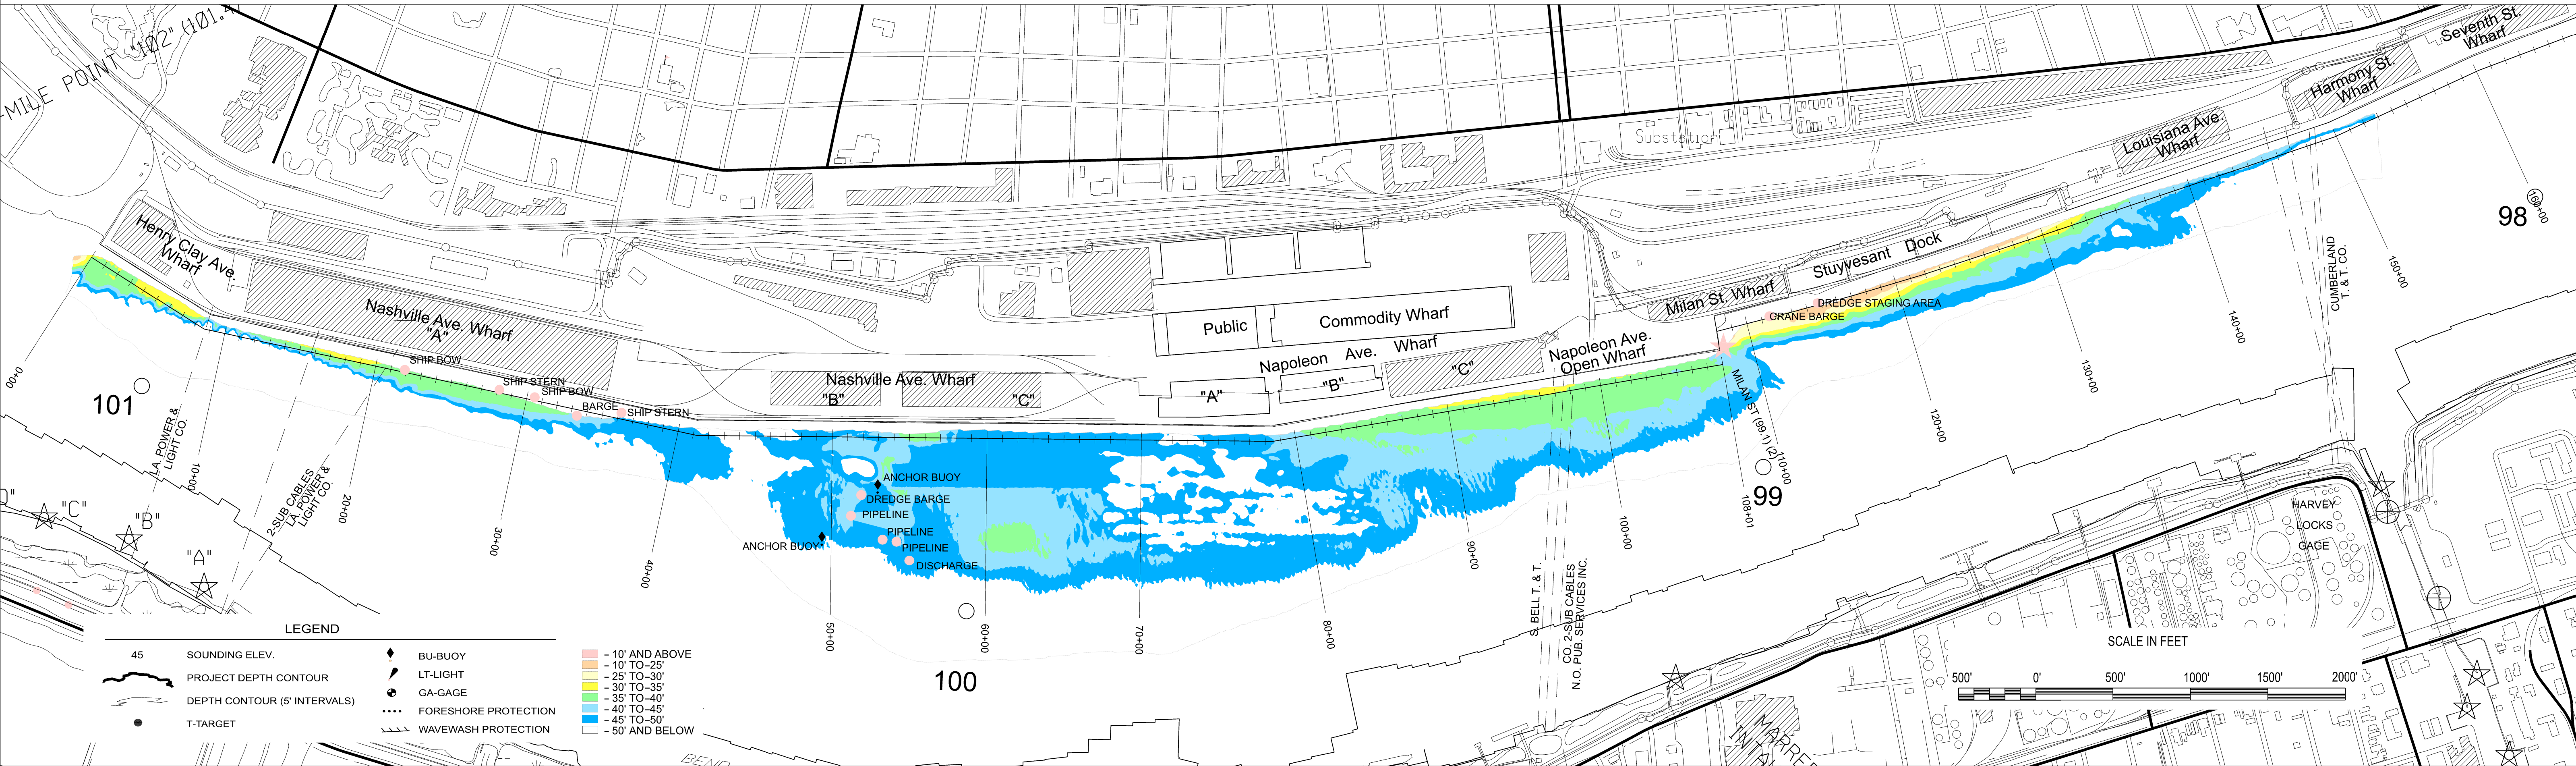 -MILE POINT "102" (101.4)
Seventh St.
Wharf
Harmony St.
Wharf
Louisiana Ave.
Wharf
Substation
Henry Clay Ave.
Wharf
Nashville Ave. Wharf
"A"
Nashville Ave. Wharf
"B"
"C"
Public
Commodity Wharf
Napoleon Ave. Wharf
"A"
"B"
"C"
Napoleon Ave.
Open Wharf
Milan St. Wharf
Stuyvesant Dock
DREDGE STAGING AREA
CRANE BARGE
SHIP BOW
SHIP STERN
SHIP BOW
BARGE
SHIP STERN
ANCHOR BUOY
DREDGE BARGE
PIPELINE
PIPELINE
PIPELINE
ANCHOR BUOY
DISCHARGE
MILAN ST (99.1) (2)
101
100
99
98
0+00
10+00
20+00
30+00
40+00
50+00
60+00
70+00
80+00
90+00
100+00
108+01
110+00
120+00
130+00
140+00
150+00
160+00
LA. POWER &
LIGHT CO.
2-SUB CABLES
LA. POWER &
LIGHT CO.
S. BELL T. & T.
CO. 2-SUB CABLES
N.O. PUB. SERVICES INC.
CUMBERLAND
T. & T. CO.
HARVEY
LOCKS
GAGE
"C"
"B"
"A"
LEGEND
45 SOUNDING ELEV.
PROJECT DEPTH CONTOUR
DEPTH CONTOUR (5' INTERVALS)
T-TARGET
BU-BUOY
LT-LIGHT
GA-GAGE
FORESHORE PROTECTION
WAVEWASH PROTECTION
– 10' AND ABOVE
– 10' TO–25'
– 25' TO–30'
– 30' TO–35'
– 35' TO–40'
– 40' TO–45'
– 45' TO–50'
– 50' AND BELOW
SCALE IN FEET
500' 0' 500' 1000' 1500' 2000'